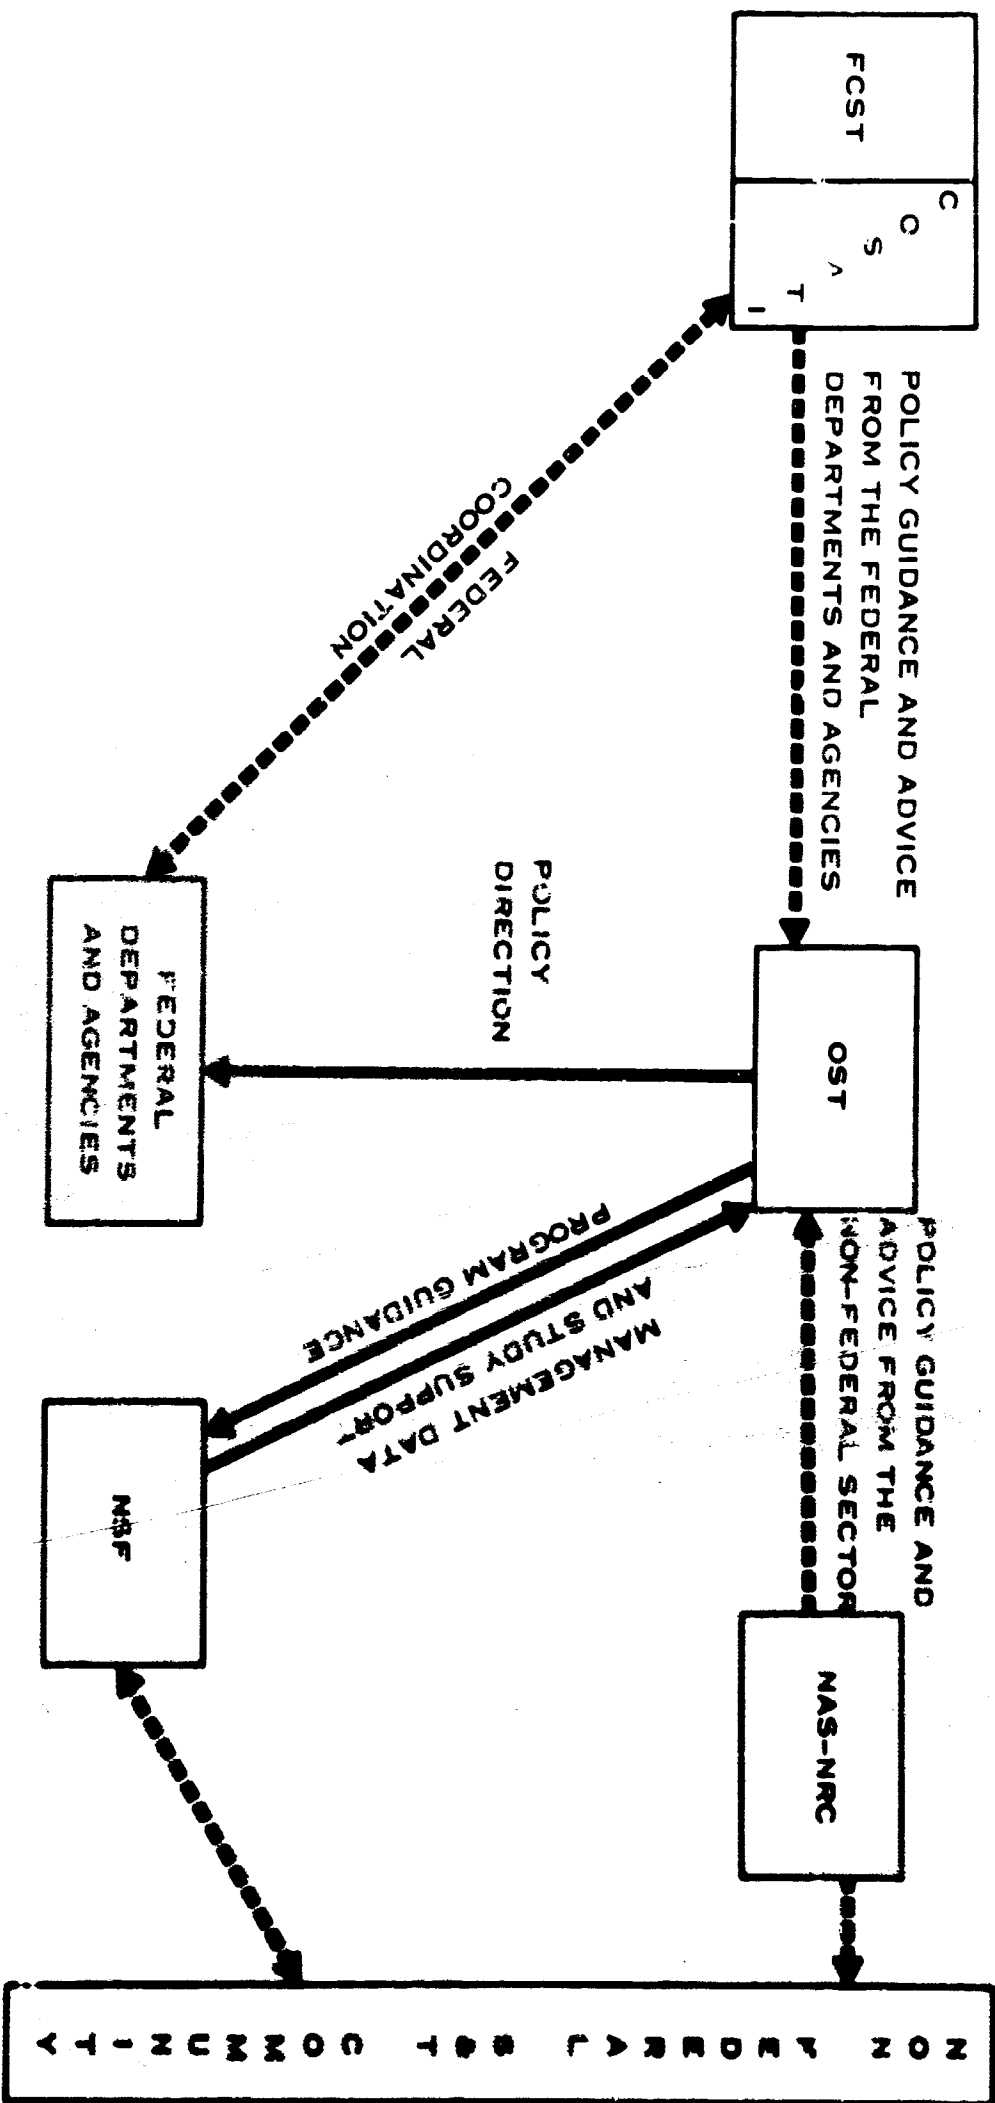 FCST
COSATI
POLICY GUIDANCE AND ADVICE
FROM THE FEDERAL
DEPARTMENTS AND AGENCIES
OST
POLICY GUIDANCE AND
ADVICE FROM THE
NON-FEDERAL SECTOR
NAS-NRC
FEDERAL
COORDINATION
POLICY
DIRECTION
PROGRAM GUIDANCE
MANAGEMENT DATA
AND STUDY SUPPORT
FEDERAL
DEPARTMENTS
AND AGENCIES
NSF
NON FEDERAL S&T COMMUNITY